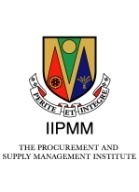 PERITE ET INTEGRE
IIPMM
THE PROCUREMENT AND
SUPPLY MANAGEMENT INSTITUTE